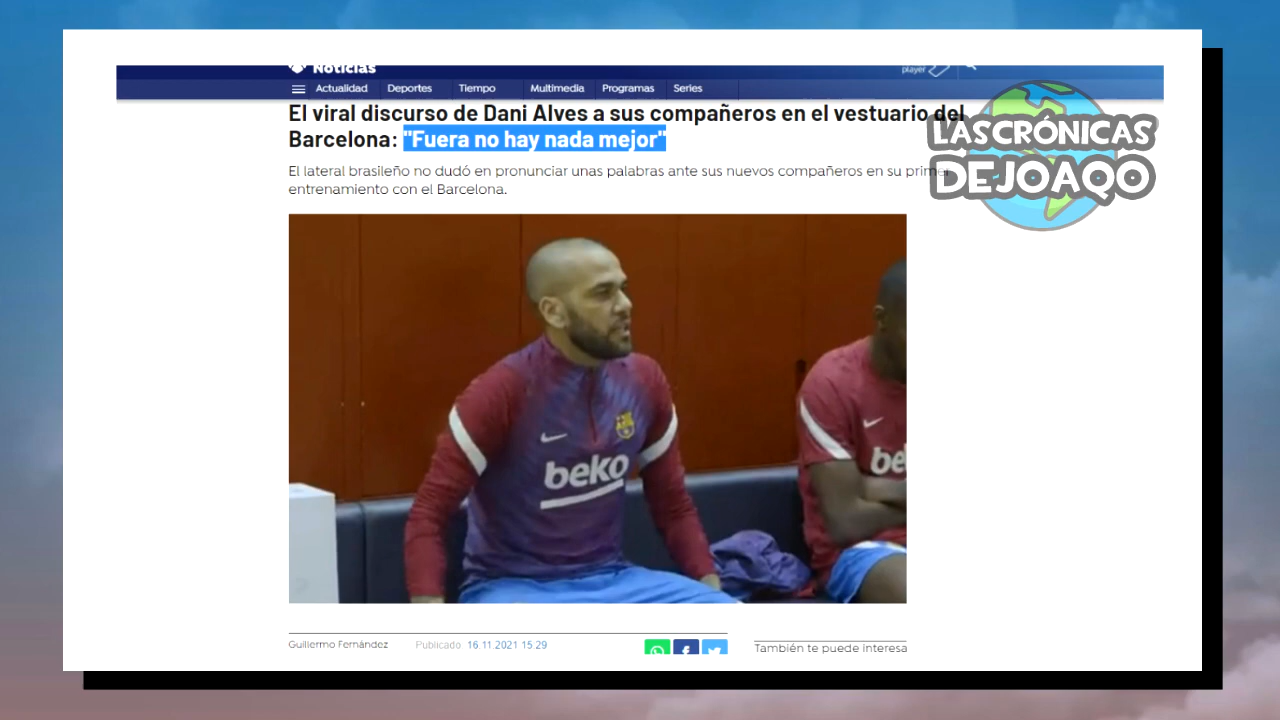 Noticias
player
Actualidad Deportes Tiempo Multimedia Programas Series
El viral discurso de Dani Alves a sus compañeros en el vestuario del
Barcelona: "Fuera no hay nada mejor"
LASCRÓNICAS
DEJOAQO
El lateral brasileño no dudó en pronunciar unas palabras ante sus nuevos compañeros en su primer
entrenamiento con el Barcelona.
beko
be
Guillermo Fernández Publicado 16.11.2021 15:29
También te puede interesa